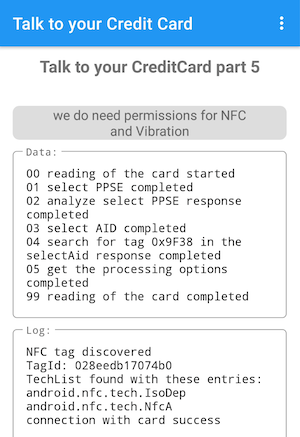 Talk to your Credit Card
Talk to your CreditCard part 5
we do need permissions for NFC
and Vibration
Data:
00 reading of the card started
01 select PPSE completed
02 analyze select PPSE response
completed
03 select AID completed
04 search for tag 0x9F38 in the
selectAid response completed
05 get the processing options
completed
99 reading of the card completed
Log:
NFC tag discovered
TagId: 028eedb17074b0
TechList found with these entries:
android.nfc.tech.IsoDep
android.nfc.tech.NfcA
connection with card success